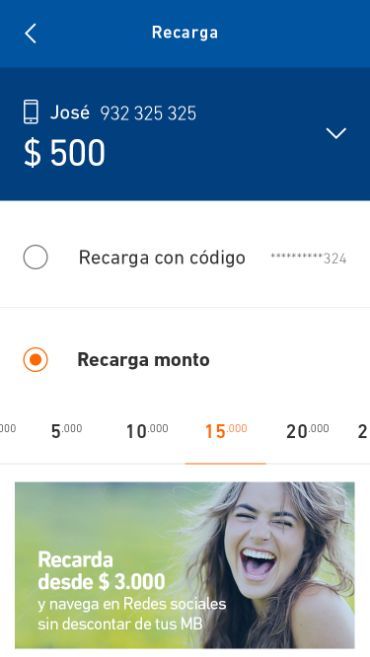 Recarga
José 932 325 325
$ 500
Recarga con código **********324
Recarga monto
000 5.000 10.000 15.000 20.000 2
Recarda
desde $ 3.000
y navega en Redes sociales
sin descontar de tus MB